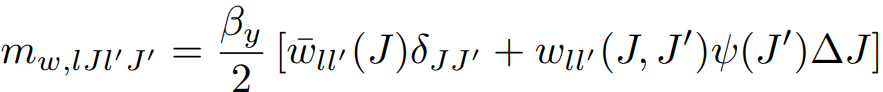 $m_{w,lJl'J'} = \frac{\beta_y}{2} \left[ \bar{w}_{ll'}(J)\delta_{JJ'} + w_{ll'}(J, J')\psi(J')\Delta J \right]$